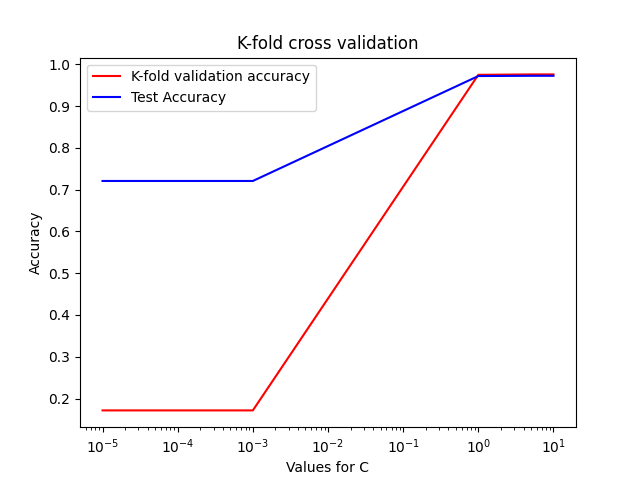 K-fold cross validation
K-fold validation accuracy
Test Accuracy
Accuracy
1.0
0.9
0.8
0.7
0.6
0.5
0.4
0.3
0.2
10⁻⁵ 10⁻⁴ 10⁻³ 10⁻² 10⁻¹ 10⁰ 10¹
Values for C